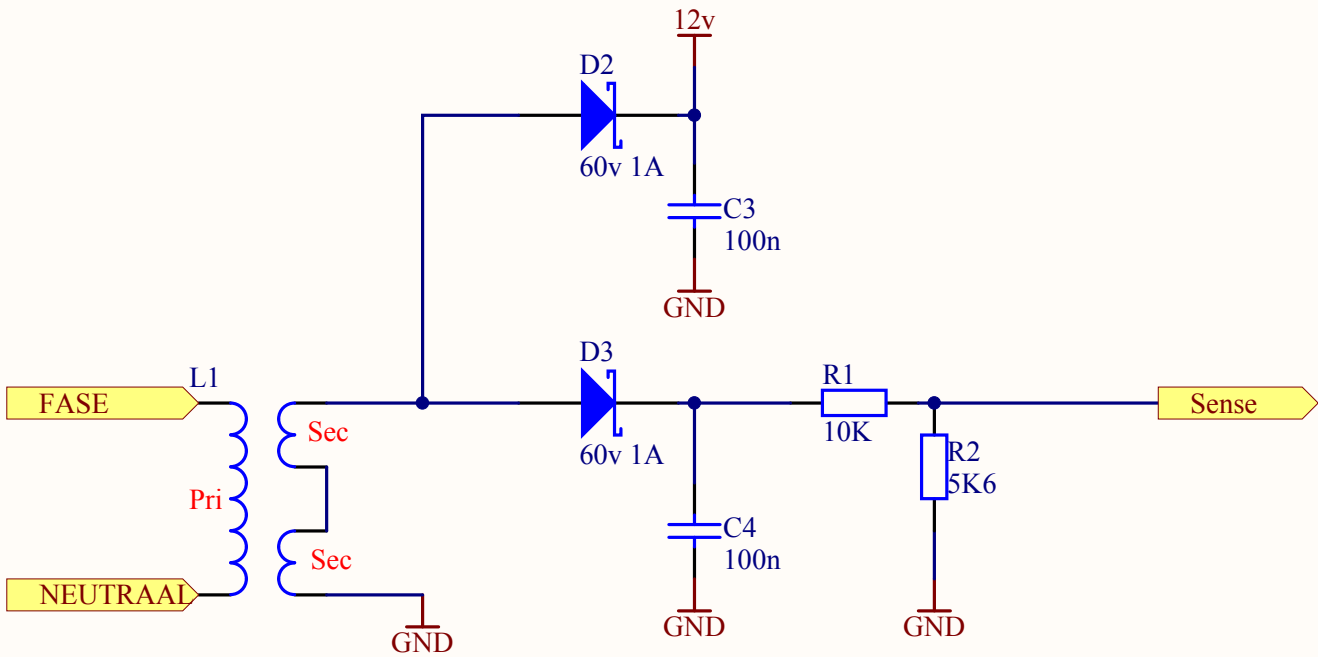 12v
D2
60v 1A
C3
100n
GND
L1
FASE
Sec
Pri
Sec
NEUTRAAL
GND
D3
60v 1A
C4
100n
GND
R1
10K
R2
5K6
GND
Sense